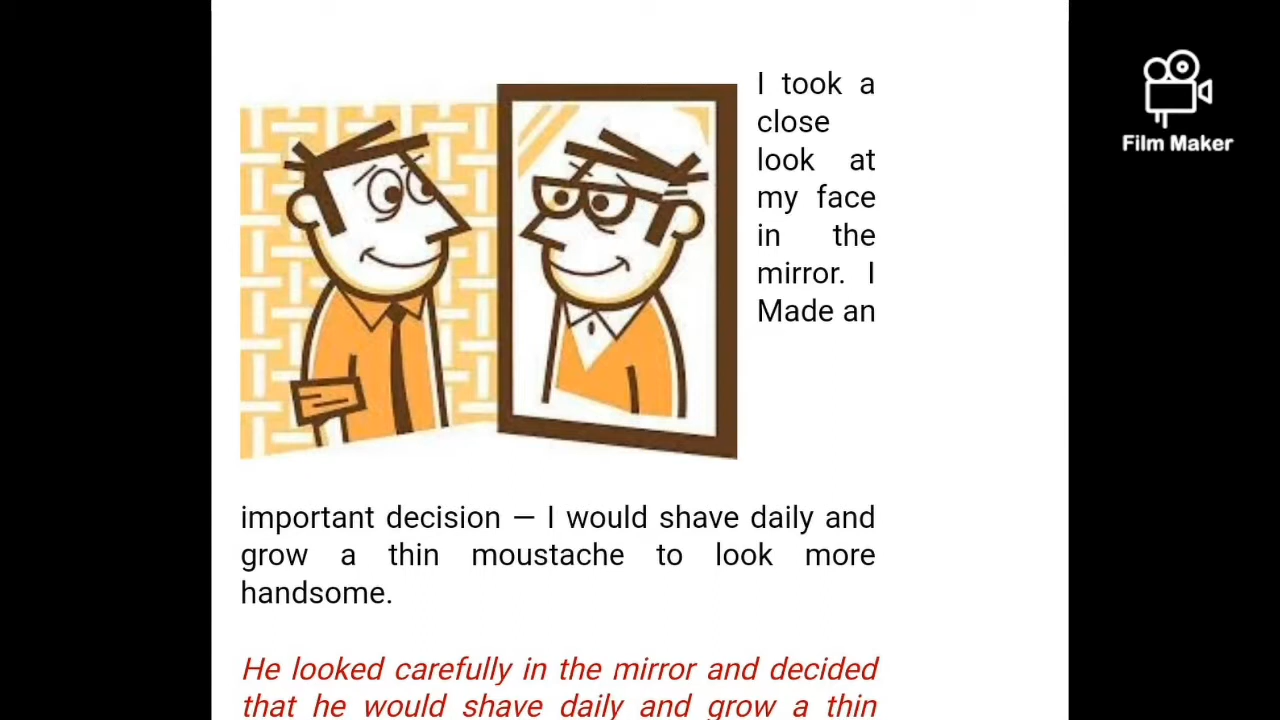 I took a
close
look at
my face
in the
mirror. I
Made an
important decision — I would shave daily and
grow a thin moustache to look more
handsome.
He looked carefully in the mirror and decided
that he would shave daily and grow a thin
Film Maker